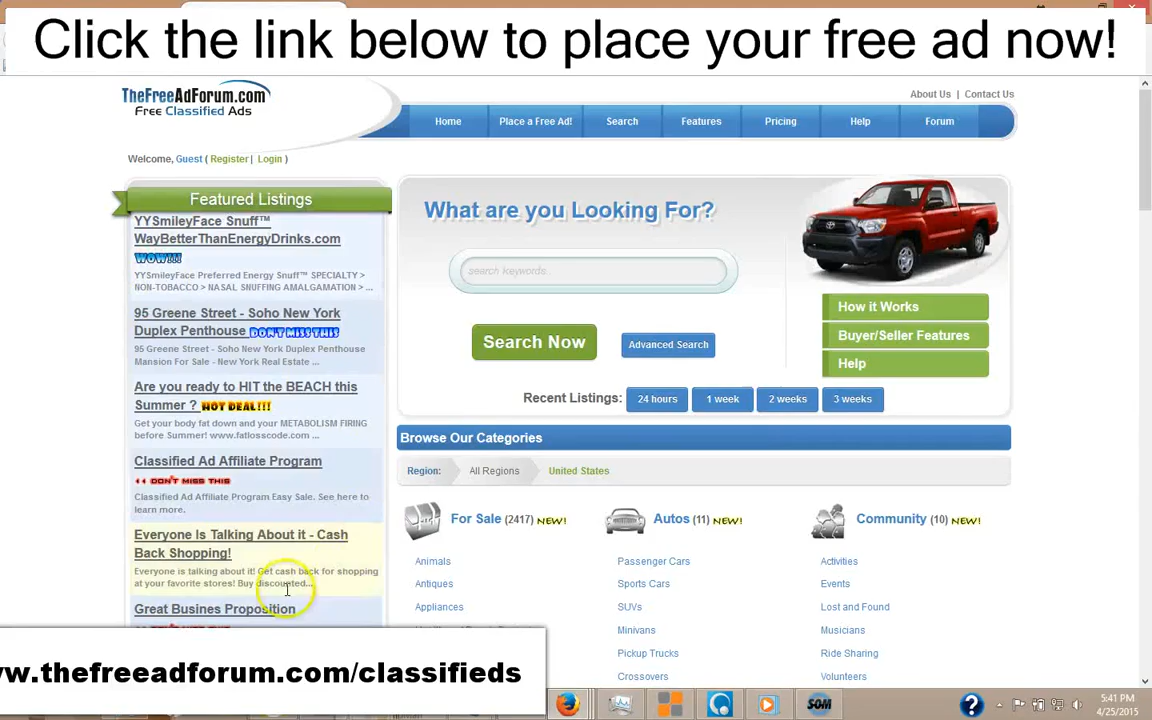 Click the link below to place your free ad now!
TheFreeAdForum.com
Free Classified Ads
About Us | Contact Us
Home
Place a Free Ad!
Search
Features
Pricing
Help
Forum
Welcome, Guest ( Register | Login )
Featured Listings
YYSmileyFace Snuff™
WayBetterThanEnergyDrinks.com
WOW!!!
YYSmileyFace Preferred Energy Snuff™ SPECIALTY >
NON-TOBACCO > NASAL SNUFFING AMALGAMATION > ...
95 Greene Street - Soho New York
Duplex Penthouse DON'T MISS THIS
95 Greene Street - Soho New York Duplex Penthouse
Mansion For Sale - New York Real Estate ...
Are you ready to HIT the BEACH this
Summer ? HOT DEAL!!!
Get your body fat down and your METABOLISM FIRING
before Summer! www.fatlosscode.com ...
Classified Ad Affiliate Program
DON'T MISS THIS
Classified Ad Affiliate Program Easy Sale. See here to
learn more.
Everyone Is Talking About it - Cash
Back Shopping!
Everyone is talking about it! Get cash back for shopping
at your favorite stores! Buy discounted...
Great Busines Proposition
What are you Looking For?
search keywords..
Search Now
Advanced Search
How it Works
Buyer/Seller Features
Help
Recent Listings:
24 hours
1 week
2 weeks
3 weeks
Browse Our Categories
Region:
All Regions
United States
For Sale (2417) NEW!
Animals
Antiques
Appliances
Autos (11) NEW!
Passenger Cars
Sports Cars
SUVs
Minivans
Pickup Trucks
Crossovers
Community (10) NEW!
Activities
Events
Lost and Found
Musicians
Ride Sharing
Volunteers
w.thefreeadforum.com/classifieds
SOM
5:41 PM
4/25/2015